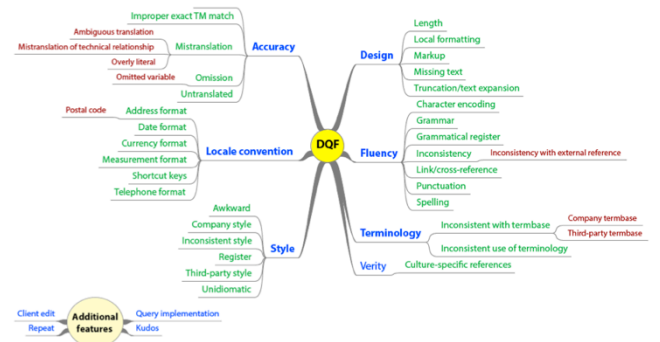 DQF
Accuracy
Improper exact TM match
Mistranslation
Ambiguous translation
Mistranslation of technical relationship
Overly literal
Omission
Omitted variable
Untranslated
Locale convention
Address format
Postal code
Date format
Currency format
Measurement format
Shortcut keys
Telephone format
Style
Awkward
Company style
Inconsistent style
Register
Third-party style
Unidiomatic
Design
Length
Local formatting
Markup
Missing text
Truncation/text expansion
Fluency
Character encoding
Grammar
Grammatical register
Inconsistency
Inconsistency with external reference
Link/cross-reference
Punctuation
Spelling
Terminology
Inconsistent with termbase
Company termbase
Third-party termbase
Inconsistent use of terminology
Verity
Culture-specific references
Additional
features
Client edit
Repeat
Query implementation
Kudos